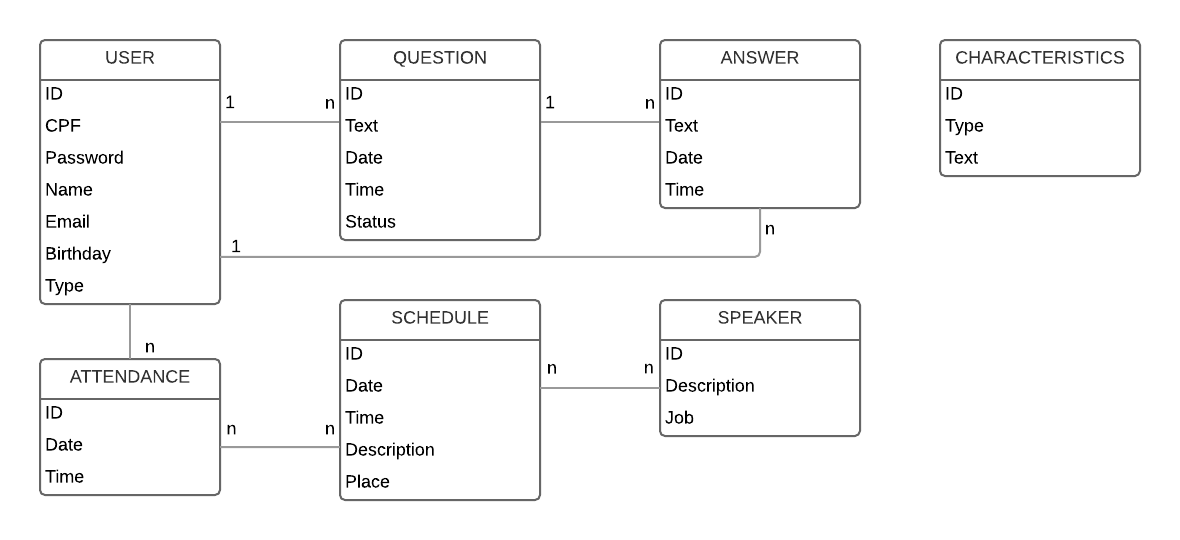 USER
ID
CPF
Password
Name
Email
Birthday
Type
1
n
QUESTION
ID
Text
Date
Time
Status
1
n
ANSWER
ID
Text
Date
Time
n
1
CHARACTERISTICS
ID
Type
Text
n
ATTENDANCE
ID
Date
Time
n
n
SCHEDULE
ID
Date
Time
Description
Place
n
n
SPEAKER
ID
Description
Job